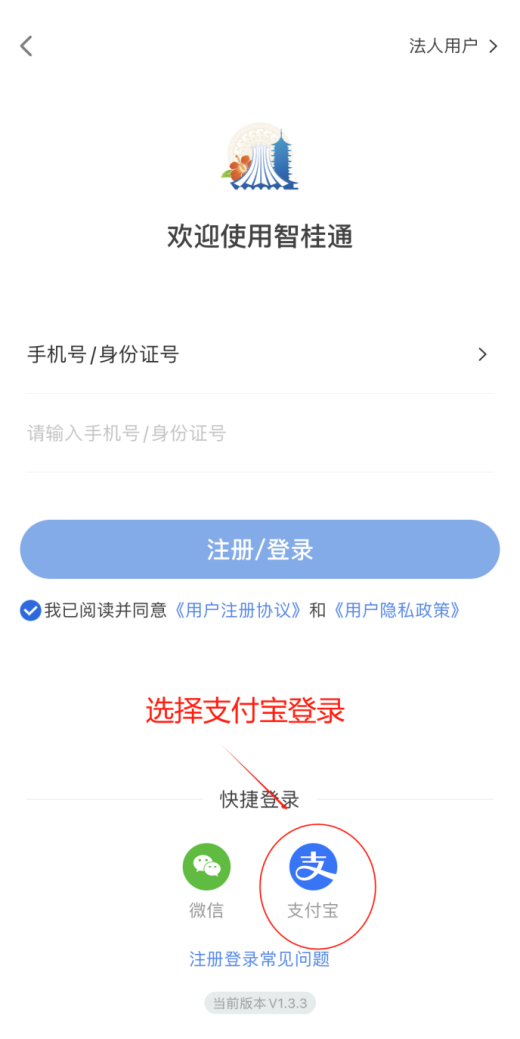 法人用户
欢迎使用智桂通
手机号/身份证号
请输入手机号/身份证号
注册/登录
我已阅读并同意《用户注册协议》和《用户隐私政策》
选择支付宝登录
快捷登录
支
微信 支付宝
注册登录常见问题
当前版本 V1.3.3